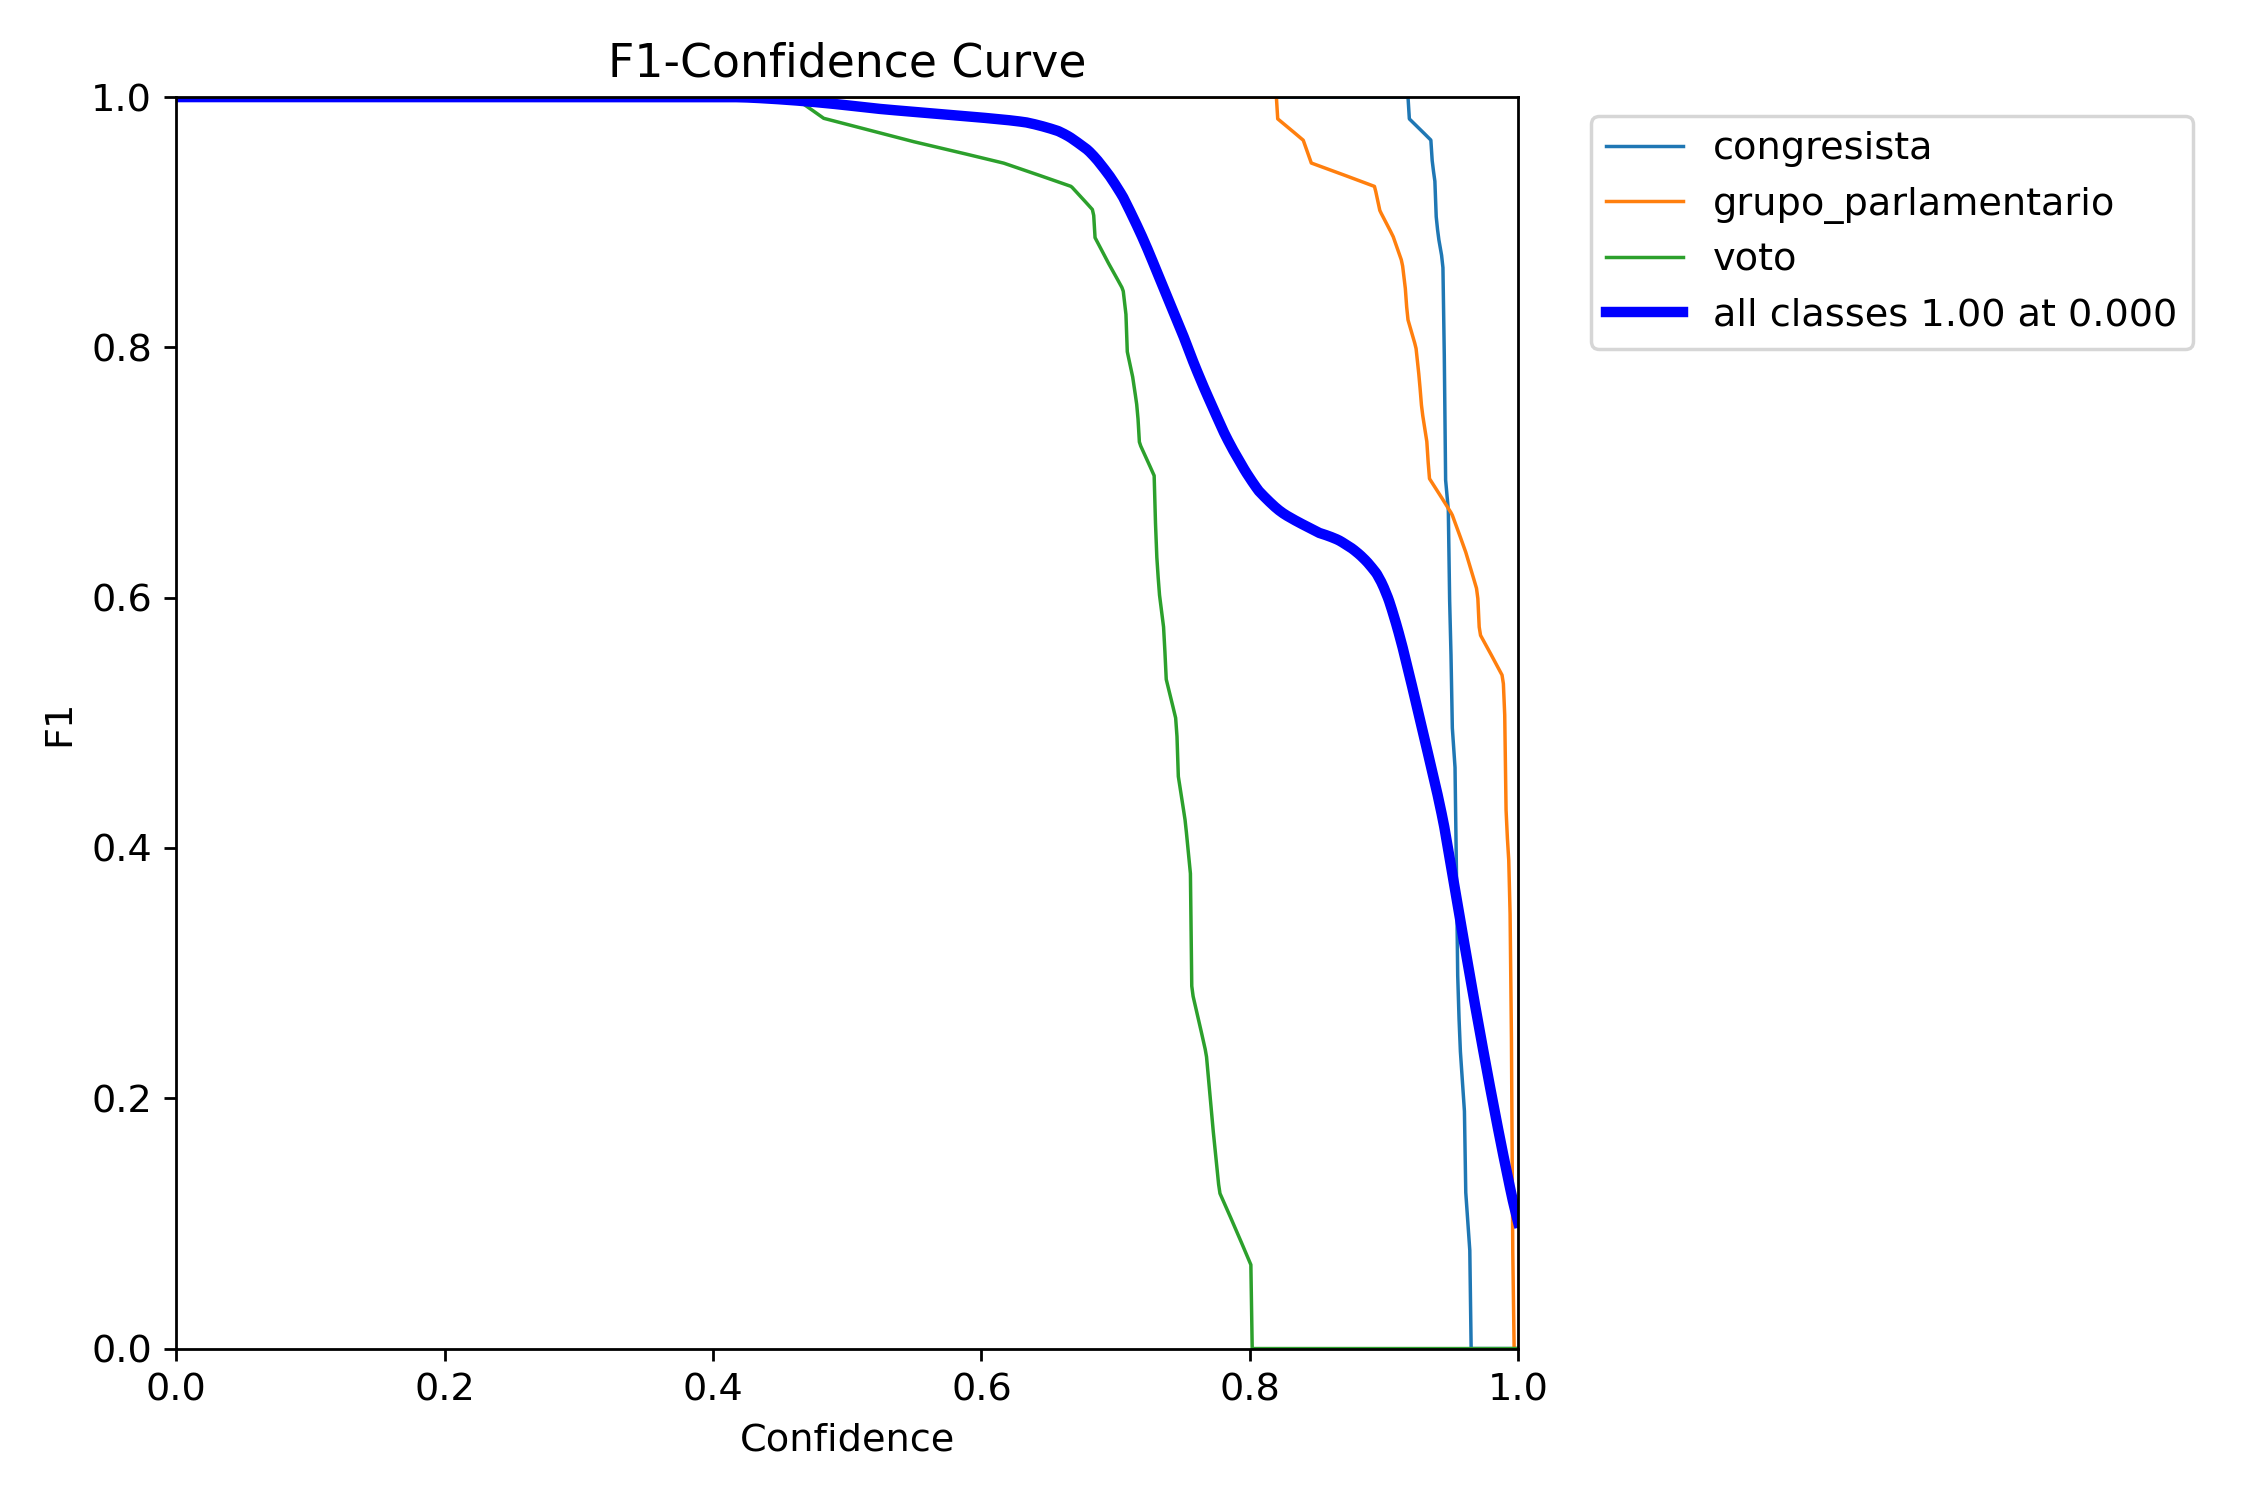 F1-Confidence Curve
1.0
0.8
0.6
0.4
0.2
0.0
F1
0.0 0.2 0.4 0.6 0.8 1.0
Confidence
congresista
grupo_parlamentario
voto
all classes 1.00 at 0.000